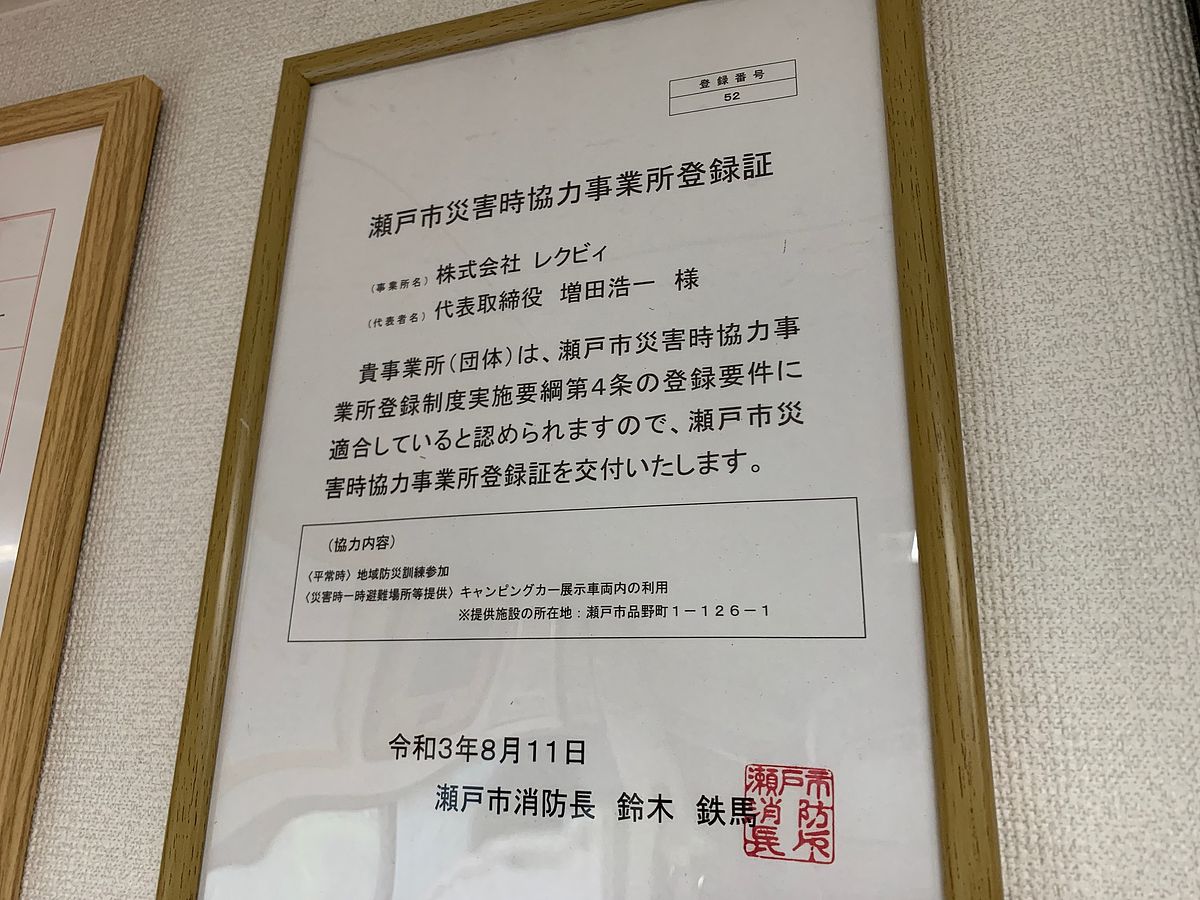 登録番号
52
瀬戸市災害時協力事業所登録証
（事業所名）株式会社 レクビィ
（代表者名）代表取締役 増田浩一 様
貴事業所（団体）は、瀬戸市災害時協力事
業所登録制度実施要綱第4条の登録要件に
適合していると認められますので、瀬戸市災
害時協力事業所登録証を交付いたします。
（協力内容）
〈平常時〉地域防災訓練参加
〈災害時一時避難場所等提供〉キャンピングカー展示車両内の利用
※提供施設の所在地：瀬戸市品野町１－１２６－１
令和3年8月11日
瀬戸市消防長 鈴木 鉄馬